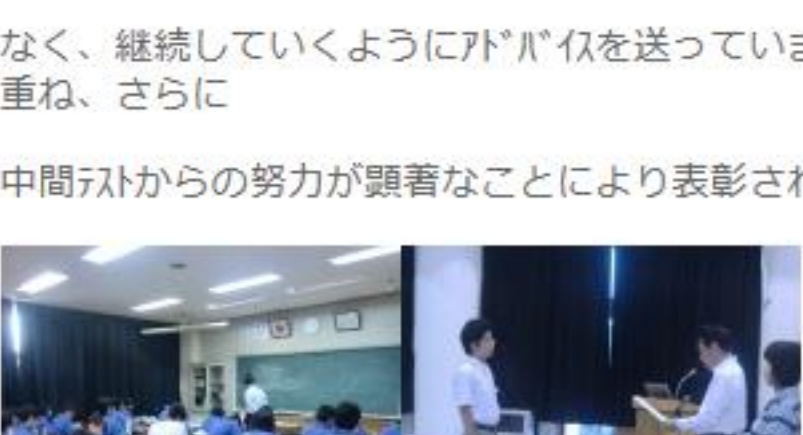 なく、継続していくようにｱﾄﾞﾊﾞｲｽを送っていま
重ね、さらに
中間ﾃｽﾄからの努力が顕著なことにより表彰され